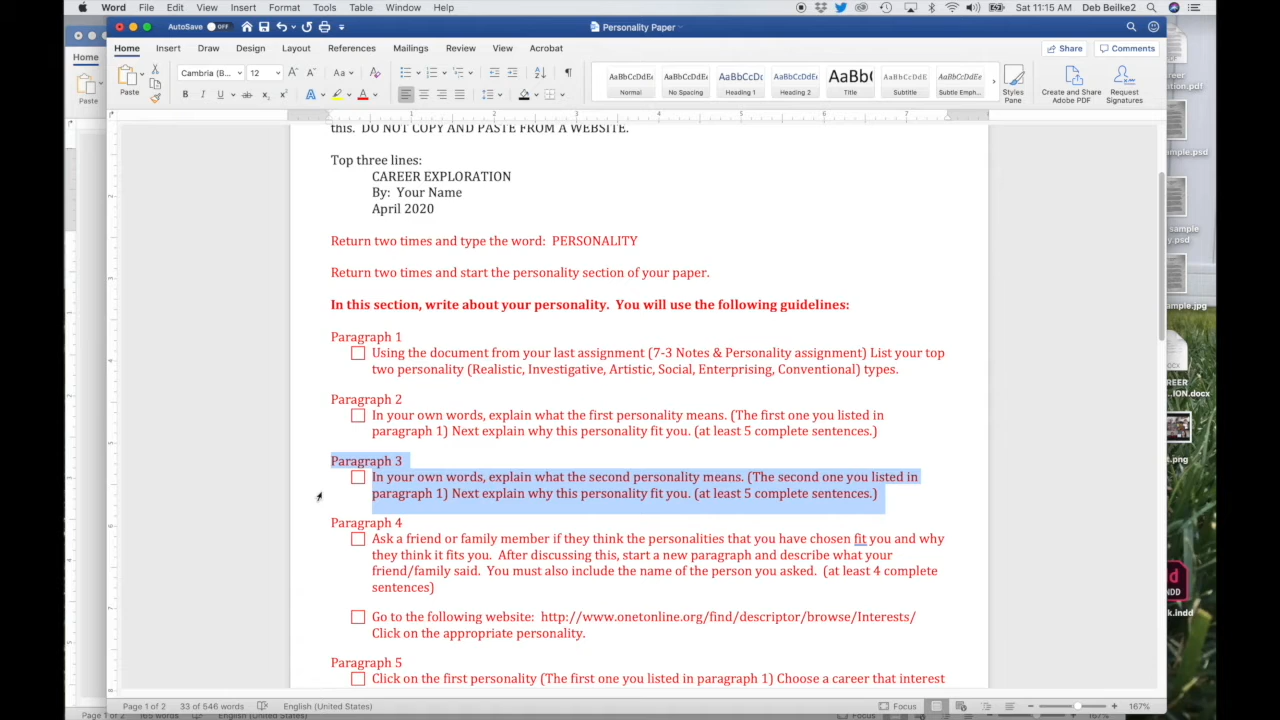 Word File Edit View Insert Format Tools Table Window Help
Sat 11:15 AM Deb Beilke2
AutoSave OFF
Personality Paper
Home Insert Draw Design Layout References Mailings Review View Acrobat
Share Comments
Home
Paste
Paste
Cambria (B... 12
Aa
AaBbCcDdEe AaBbCcDdEe AaBbCcDc AaBbCcDdEe AaBb( AaBbCcDdEe AaBbCcDdEe
Normal No Spacing Heading 1 Heading 2 Title Subtitle Subtle Emph...
Styles Pane
Create and Share Adobe PDF
Request Signatures
this. DO NOT COPY AND PASTE FROM A WEBSITE.
Top three lines:
CAREER EXPLORATION
By: Your Name
April 2020
Return two times and type the word: PERSONALITY
Return two times and start the personality section of your paper.
In this section, write about your personality. You will use the following guidelines:
Paragraph 1
Using the document from your last assignment (7-3 Notes & Personality assignment) List your top
two personality (Realistic, Investigative, Artistic, Social, Enterprising, Conventional) types.
Paragraph 2
In your own words, explain what the first personality means. (The first one you listed in
paragraph 1) Next explain why this personality fit you. (at least 5 complete sentences.)
Paragraph 3
In your own words, explain what the second personality means. (The second one you listed in
paragraph 1) Next explain why this personality fit you. (at least 5 complete sentences.)
Paragraph 4
Ask a friend or family member if they think the personalities that you have chosen fit you and why
they think it fits you. After discussing this, start a new paragraph and describe what your
friend/family said. You must also include the name of the person you asked. (at least 4 complete
sentences)
Go to the following website: http://www.onetonline.org/find/descriptor/browse/Interests/
Click on the appropriate personality.
Paragraph 5
Click on the first personality (The first one you listed in paragraph 1) Choose a career that interest
Page 1 of 2 33 of 546 words English (United States) Focus 167%